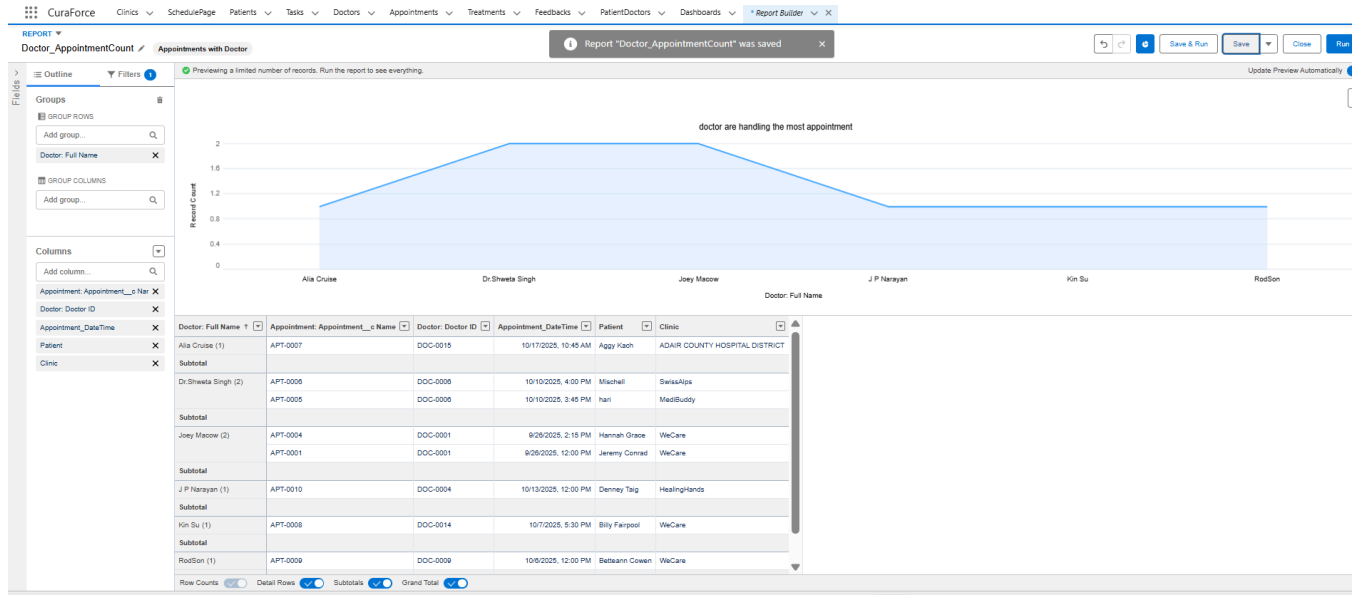 CuraForce Clinics SchedulePage Patients Tasks Doctors Appointments Treatments Feedbacks PatientDoctors Dashboards * Report Builder
REPORT
Doctor_AppointmentCount Appointments with Doctor
Report "Doctor_AppointmentCount" was saved
Save & Run Save Close Run
Fields
Outline Filters 1
Previewing a limited number of records. Run the report to see everything.
Update Preview Automatically
Groups
GROUP ROWS
Add group...
Doctor: Full Name
GROUP COLUMNS
Add group...
Columns
Add column...
Appointment: Appointment__c Nar
Doctor: Doctor ID
Appointment_DateTime
Patient
Clinic
doctor are handling the most appointment
Record Count
2
1.6
1.2
0.8
0.4
0
Alia Cruise Dr.Shweta Singh Joey Macow J P Narayan Kin Su RodSon
Doctor: Full Name
Doctor: Full Name ↑ Appointment: Appointment__c Name Doctor: Doctor ID Appointment_DateTime Patient Clinic
Alia Cruise (1) APT-0007 DOC-0015 10/17/2025, 10:45 AM Aggy Kach ADAIR COUNTY HOSPITAL DISTRICT
Subtotal
Dr.Shweta Singh (2) APT-0006 DOC-0006 10/10/2025, 4:00 PM Mischell SwissAlps
APT-0005 DOC-0006 10/10/2025, 3:45 PM hari MediBuddy
Subtotal
Joey Macow (2) APT-0004 DOC-0001 9/26/2025, 2:15 PM Hannah Grace WeCare
APT-0001 DOC-0001 9/26/2025, 12:00 PM Jeremy Conrad WeCare
Subtotal
J P Narayan (1) APT-0010 DOC-0004 10/13/2025, 12:00 PM Denney Taig HealingHands
Subtotal
Kin Su (1) APT-0008 DOC-0014 10/7/2025, 5:30 PM Billy Fairpool WeCare
Subtotal
RodSon (1) APT-0009 DOC-0009 10/6/2025, 12:00 PM Betteann Cowen WeCare
Row Counts Detail Rows Subtotals Grand Total